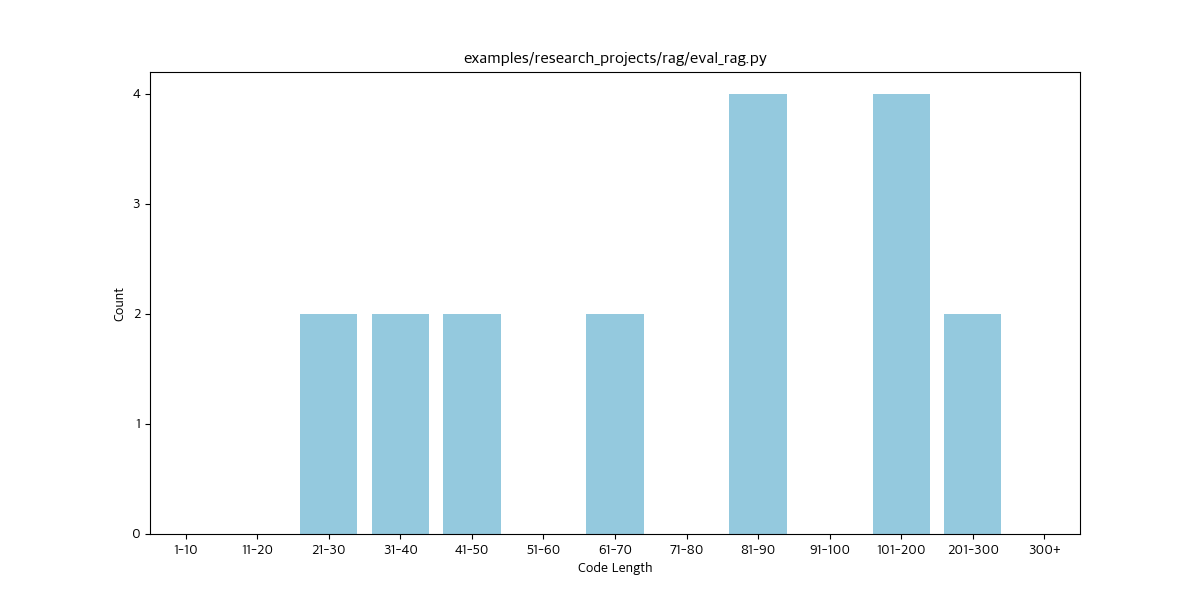 examples/research_projects/rag/eval_rag.py
4
3
2
1
0
Count
1-10 11-20 21-30 31-40 41-50 51-60 61-70 71-80 81-90 91-100 101-200 201-300 300+
Code Length